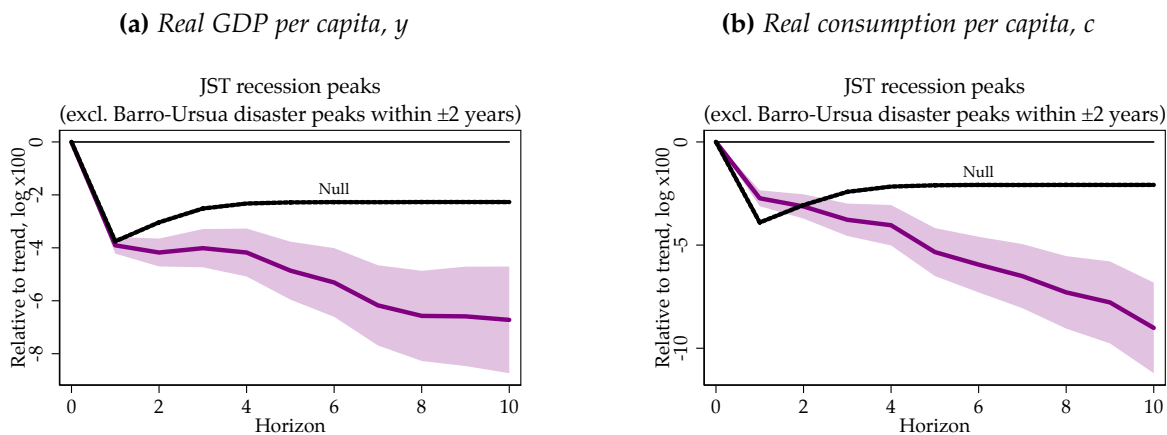 (a) Real GDP per capita, y
JST recession peaks
(excl. Barro-Ursua disaster peaks within ±2 years)
Relative to trend, log x100
0
-2
-4
-6
-8
Null
0 2 4 6 8 10
Horizon
(b) Real consumption per capita, c
JST recession peaks
(excl. Barro-Ursua disaster peaks within ±2 years)
Relative to trend, log x100
0
-5
-10
Null
0 2 4 6 8 10
Horizon